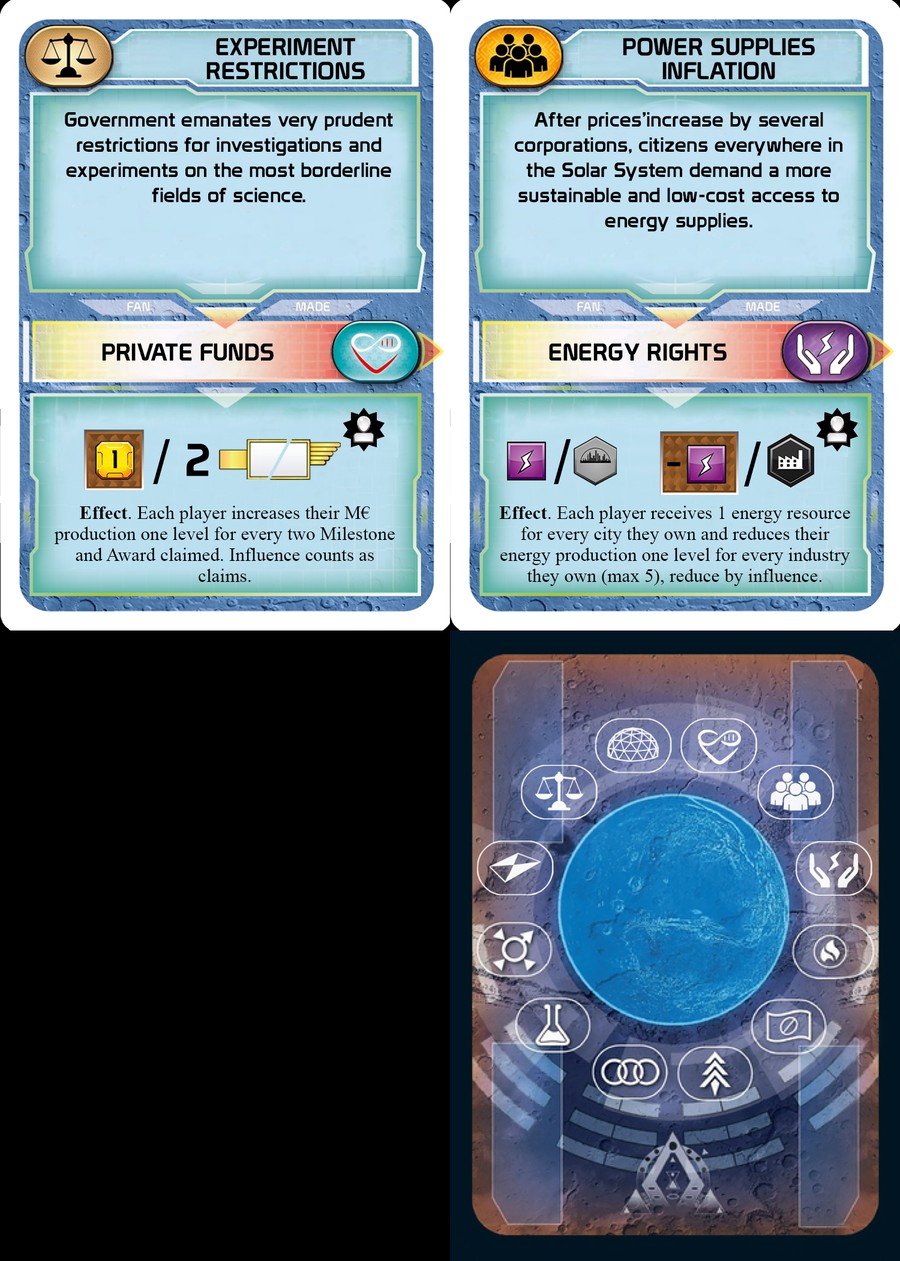 EXPERIMENT
RESTRICTIONS
Government emanates very prudent
restrictions for investigations and
experiments on the most borderline
fields of science.
FAN MADE
PRIVATE FUNDS
1 / 2
Effect. Each player increases their M€
production one level for every two Milestone
and Award claimed. Influence counts as
claims.
POWER SUPPLIES
INFLATION
After prices'increase by several
corporations, citizens everywhere in
the Solar System demand a more
sustainable and low-cost access to
energy supplies.
FAN MADE
ENERGY RIGHTS
/ - /
Effect. Each player receives 1 energy resource
for every city they own and reduces their
energy production one level for every industry
they own (max 5), reduce by influence.